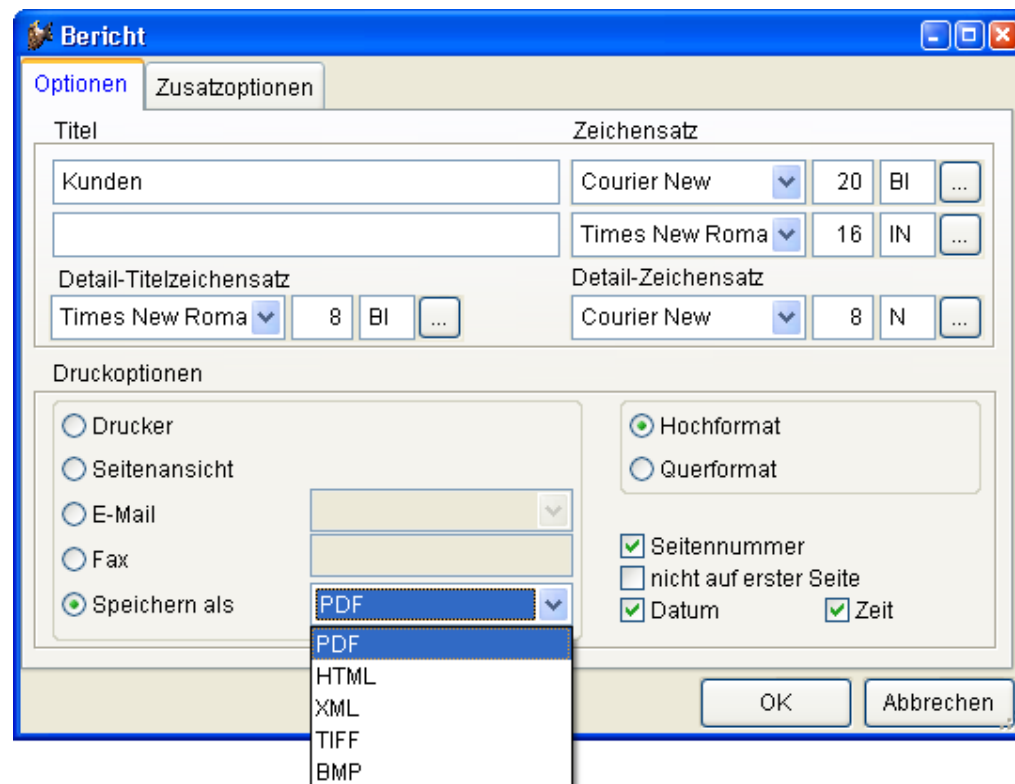 Bericht
Optionen Zusatzoptionen
Titel Zeichensatz
Kunden Courier New 20 BI ...
Times New Roma 16 IN ...
Detail-Titelzeichensatz Detail-Zeichensatz
Times New Roma 8 BI ... Courier New 8 N ...
Druckoptionen
Drucker Hochformat
Seitenansicht Querformat
E-Mail
Seitennummer
Fax
nicht auf erster Seite
Speichern als PDF Datum Zeit
PDF
HTML
XML OK Abbrechen
TIFF
BMP